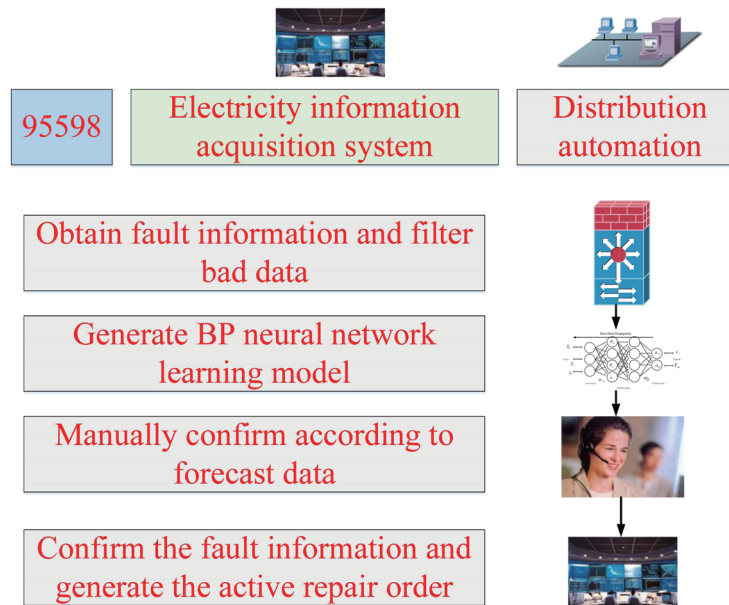 95598
Electricity information
acquisition system
Distribution
automation
Obtain fault information and filter
bad data
Generate BP neural network
learning model
Manually confirm according to
forecast data
Confirm the fault information and
generate the active repair order